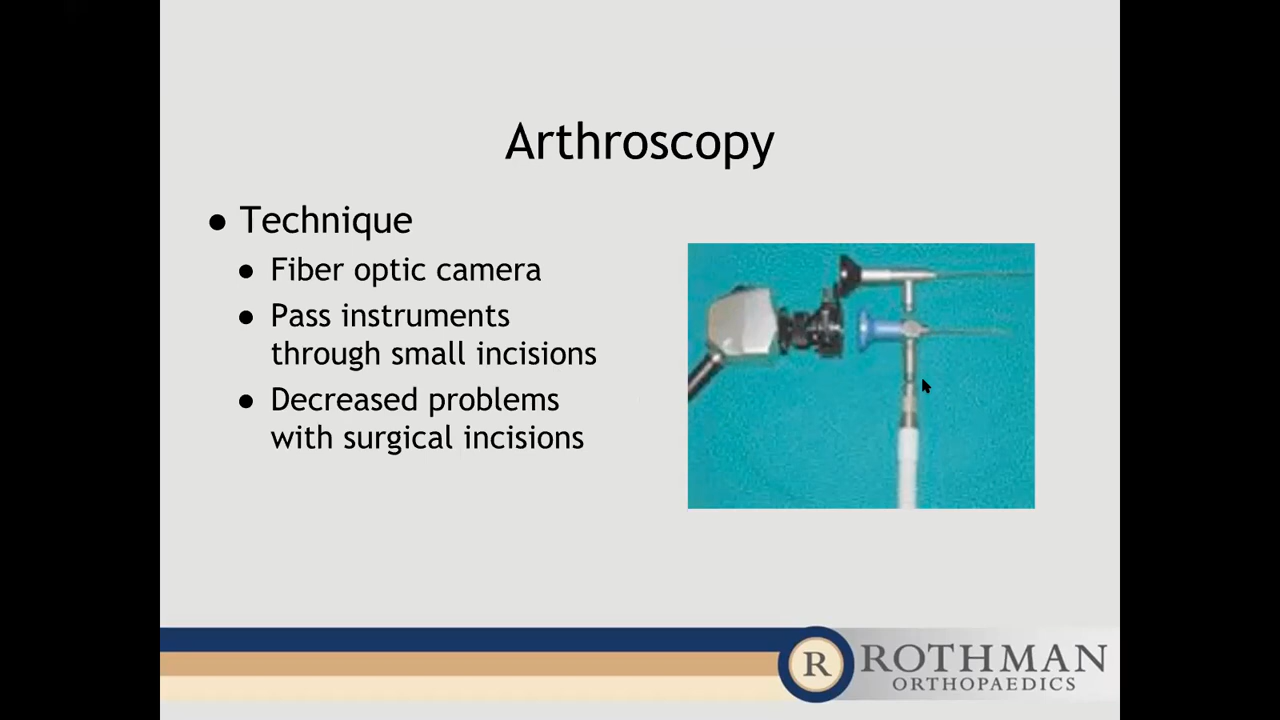 Arthroscopy
● Technique
● Fiber optic camera
● Pass instruments
through small incisions
● Decreased problems
with surgical incisions
R ROTHMAN
ORTHOPAEDICS